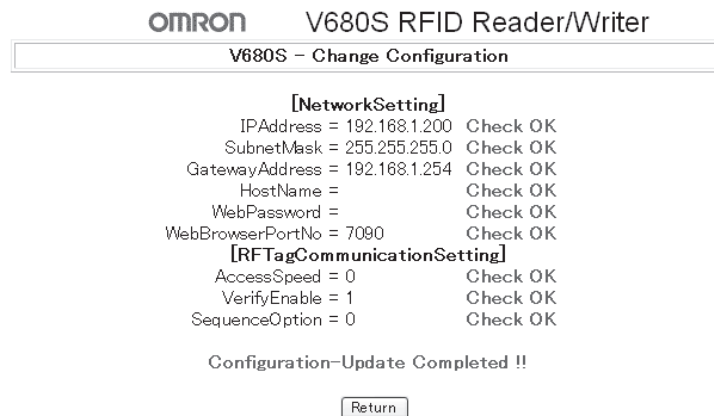 OMRON V680S RFID Reader/Writer
V680S - Change Configuration
[NetworkSetting]
IPAddress = 192.168.1.200 Check OK
SubnetMask = 255.255.255.0 Check OK
GatewayAddress = 192.168.1.254 Check OK
HostName = Check OK
WebPassword = Check OK
WebBrowserPortNo = 7090 Check OK
[RFTagCommunicationSetting]
AccessSpeed = 0 Check OK
VerifyEnable = 1 Check OK
SequenceOption = 0 Check OK
Configuration-Update Completed !!
Return